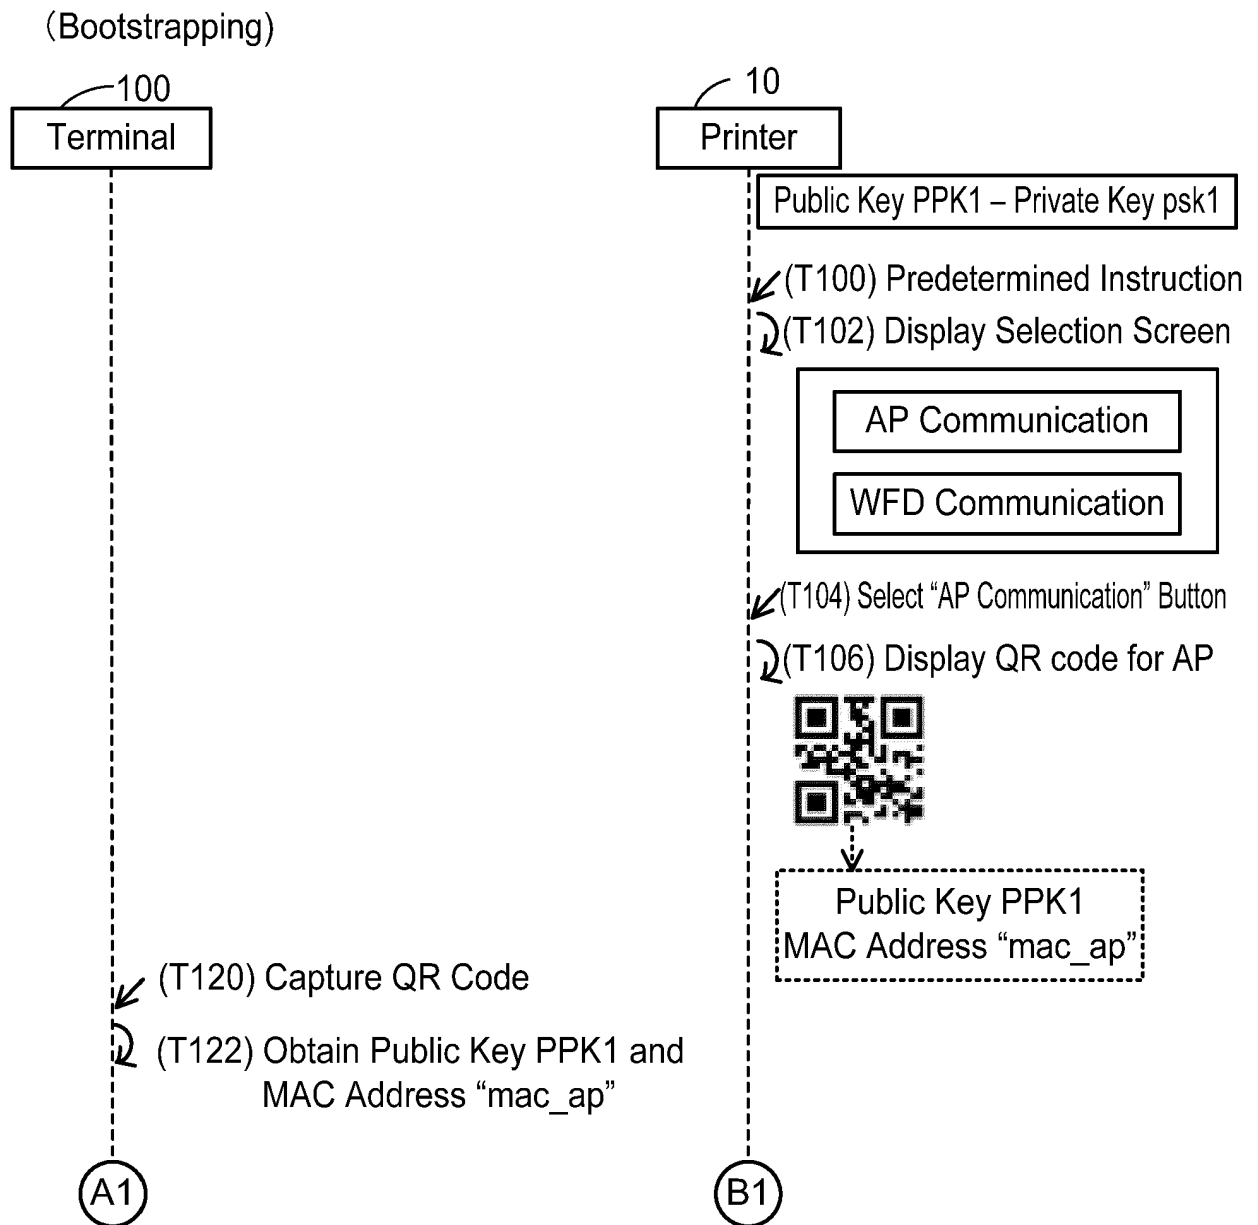 （Bootstrapping)
100
10
Terminal
Printer
Public Key PPK1 – Private Key psk1
(T100) Predetermined Instruction
(T102) Display Selection Screen
AP Communication
WFD Communication
(T104) Select “AP Communication” Button
(T106) Display QR code for AP
Public Key PPK1
MAC Address “mac_ap”
(T120) Capture QR Code
(T122) Obtain Public Key PPK1 and
MAC Address “mac_ap”
A1
B1